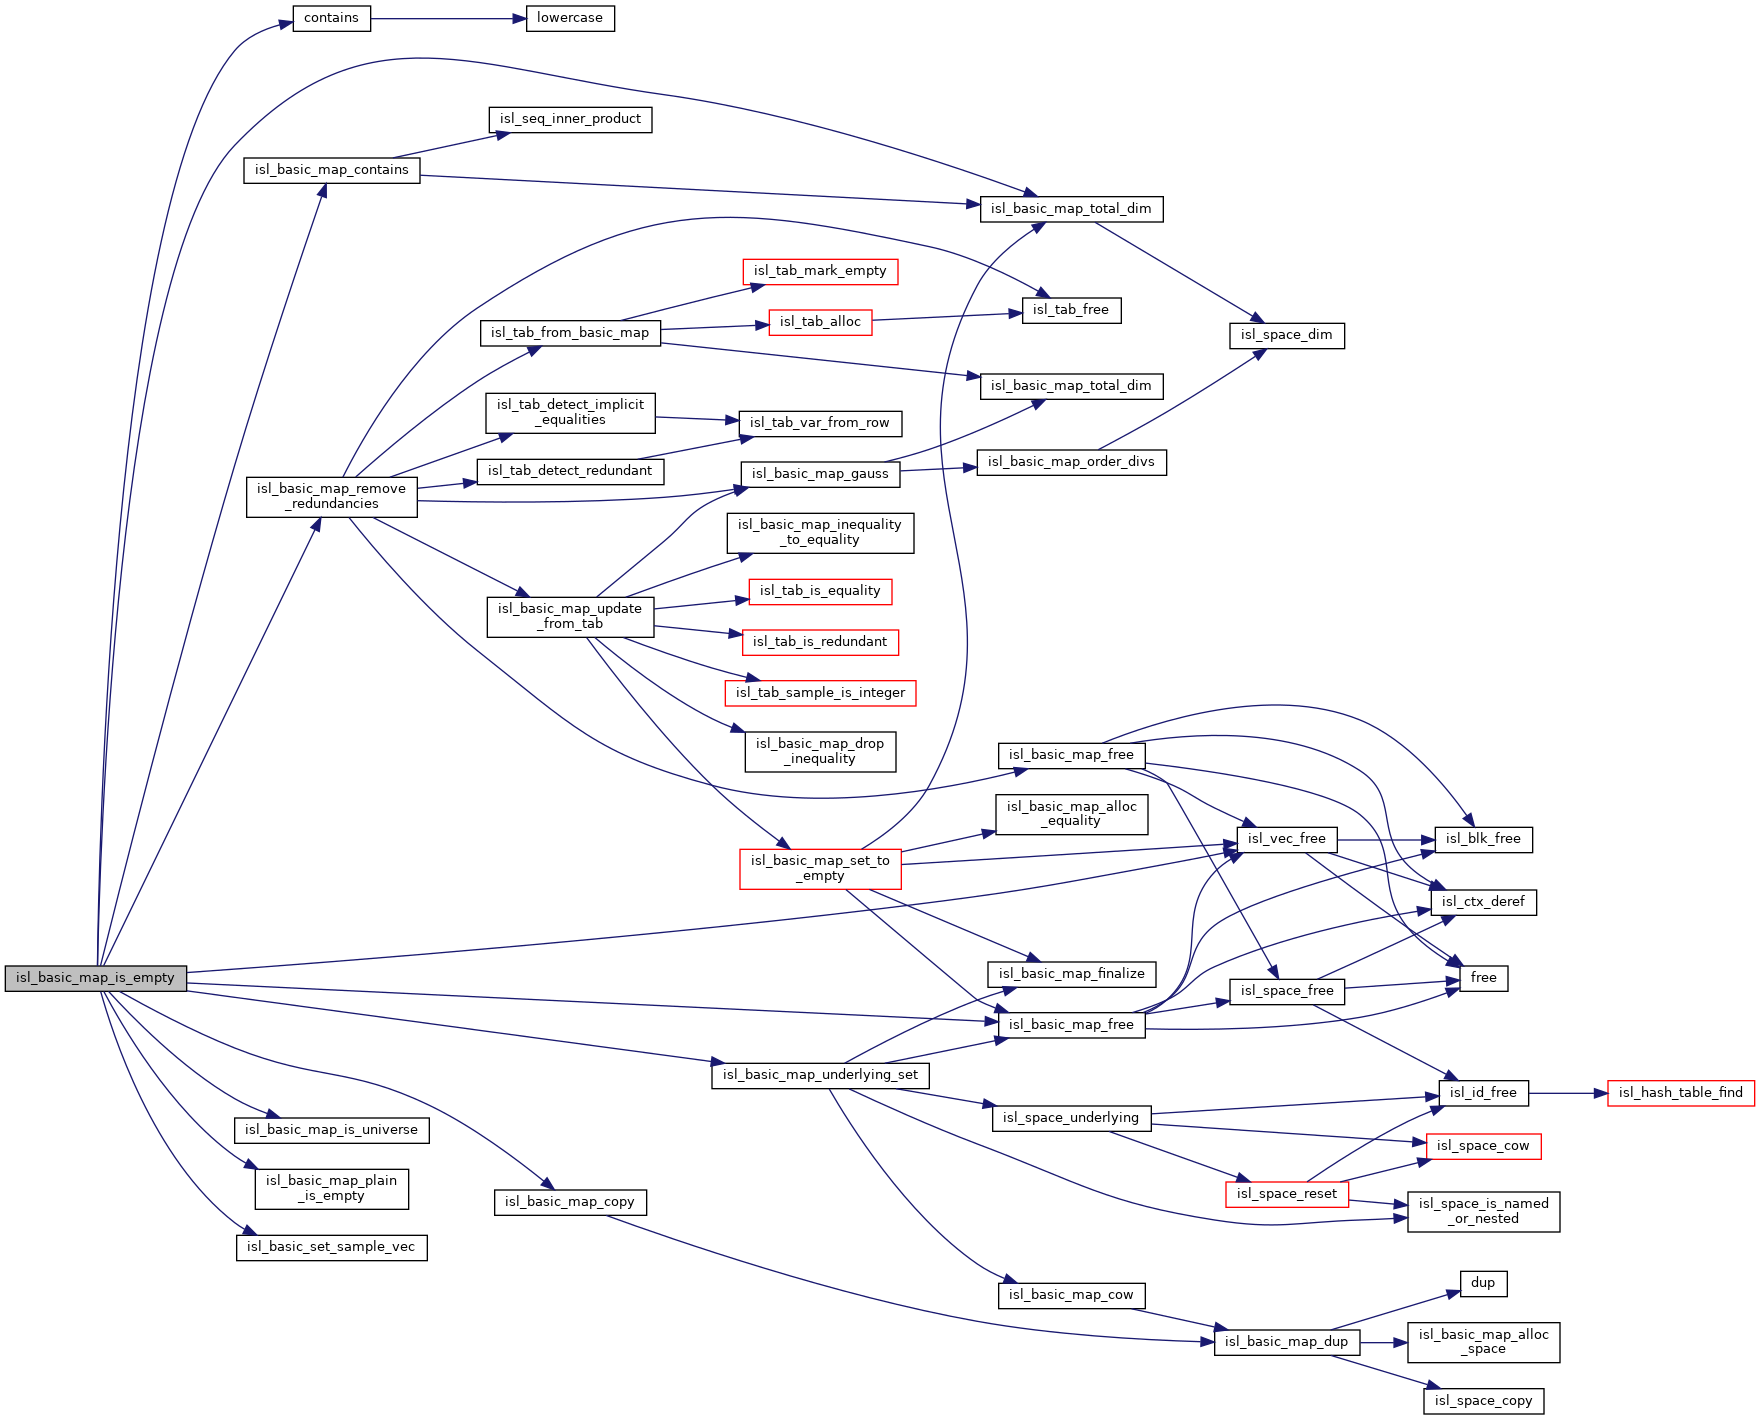 contains
lowercase
isl_seq_inner_product
isl_basic_map_contains
isl_basic_map_total_dim
isl_tab_mark_empty
isl_tab_free
isl_tab_alloc
isl_tab_from_basic_map
isl_space_dim
isl_basic_map_total_dim
isl_tab_detect_implicit
_equalities
isl_tab_var_from_row
isl_basic_map_order_divs
isl_tab_detect_redundant
isl_basic_map_gauss
isl_basic_map_remove
_redundancies
isl_basic_map_inequality
_to_equality
isl_tab_is_equality
isl_basic_map_update
_from_tab
isl_tab_is_redundant
isl_tab_sample_is_integer
isl_basic_map_drop
_inequality
isl_basic_map_free
isl_basic_map_alloc
_equality
isl_vec_free
isl_blk_free
isl_basic_map_set_to
_empty
isl_ctx_deref
isl_basic_map_finalize
isl_basic_map_is_empty
free
isl_space_free
isl_basic_map_free
isl_basic_map_underlying_set
isl_id_free
isl_hash_table_find
isl_space_underlying
isl_basic_map_is_universe
isl_space_cow
isl_basic_map_plain
_is_empty
isl_space_reset
isl_basic_map_copy
isl_space_is_named
_or_nested
isl_basic_set_sample_vec
dup
isl_basic_map_cow
isl_basic_map_dup
isl_basic_map_alloc
_space
isl_space_copy